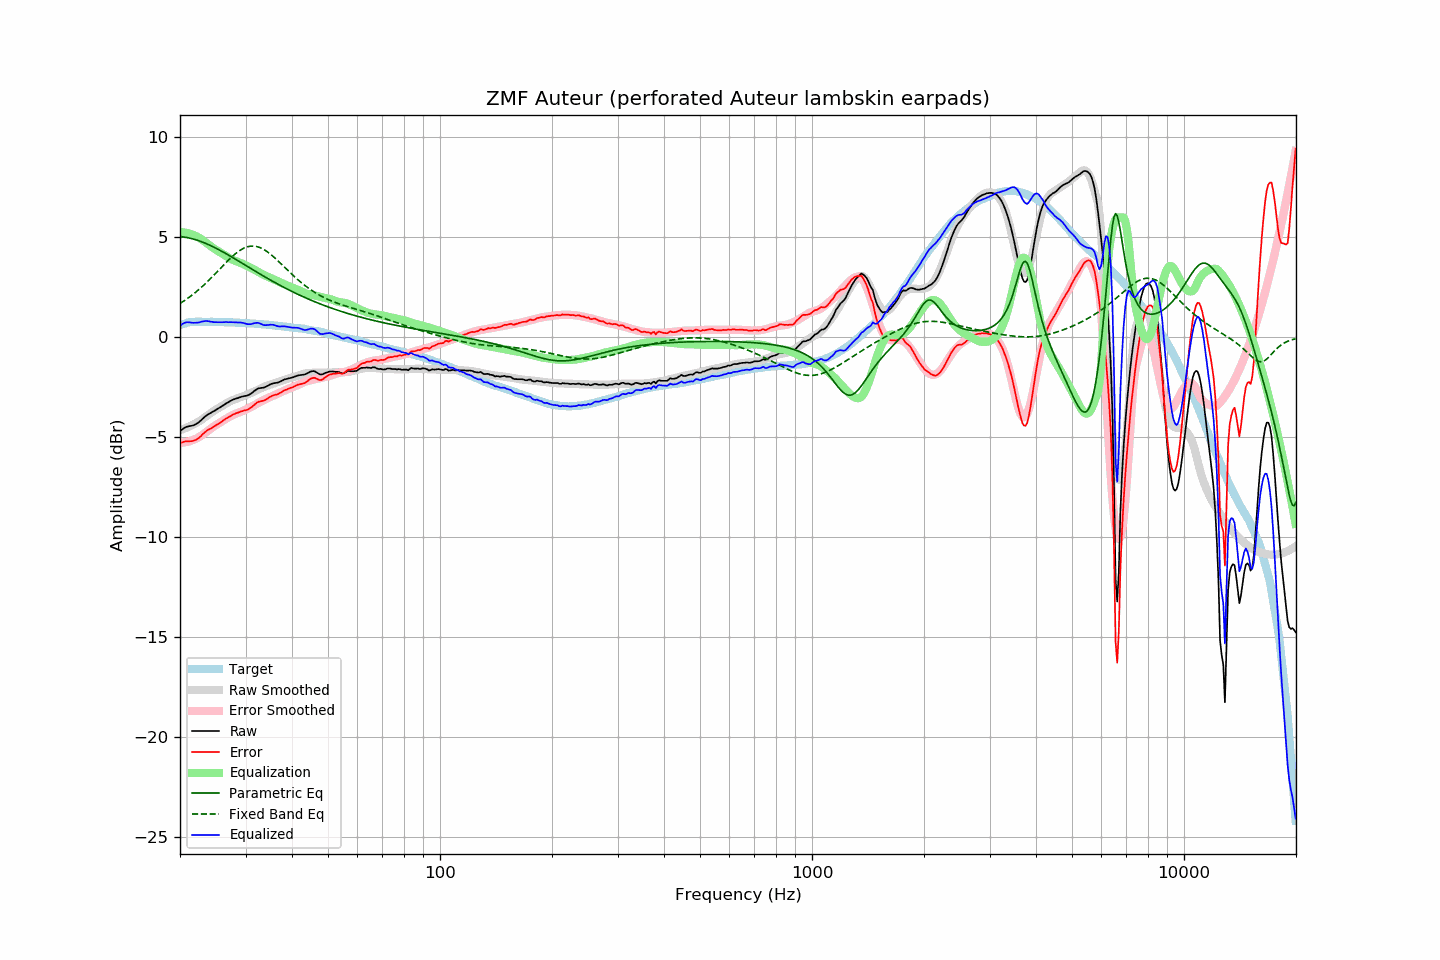 ZMF Auteur (perforated Auteur lambskin earpads)
10
5
0
−5
−10
−15
−20
−25
Amplitude (dBr)
Target
Raw Smoothed
Error Smoothed
Raw
Error
Equalization
Parametric Eq
Fixed Band Eq
Equalized
100
1000
10000
Frequency (Hz)